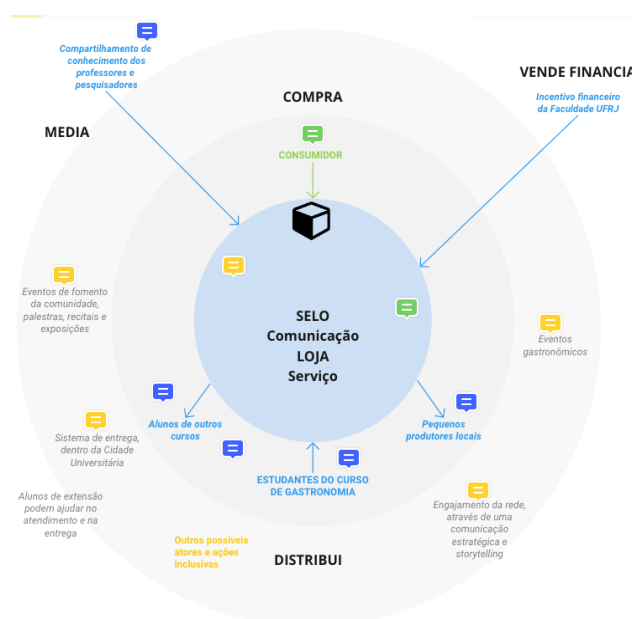 Compartilhamento de
conhecimento dos
professores e
pesquisadores
VENDE FINANCIA
Incentivo financeiro
da Faculdade UFRJ
COMPRA
MEDIA
CONSUMIDOR
SELO
Comunicação
LOJA
Serviço
Eventos de fomento
da comunidade,
palestras, recitais e
exposições
Eventos
gastronômicos
Alunos de outros
cursos
Pequenos
produtores locais
Sistema de entrega,
dentro da Cidade
Universitária
ESTUDANTES DO CURSO
DE GASTRONOMIA
Alunos de extensão
podem ajudar no
atendimento e na
entrega
Engajamento da rede,
através de uma
comunicação
estratégica e
storytelling
Outros possíveis
atores e ações
inclusivas
DISTRIBUI